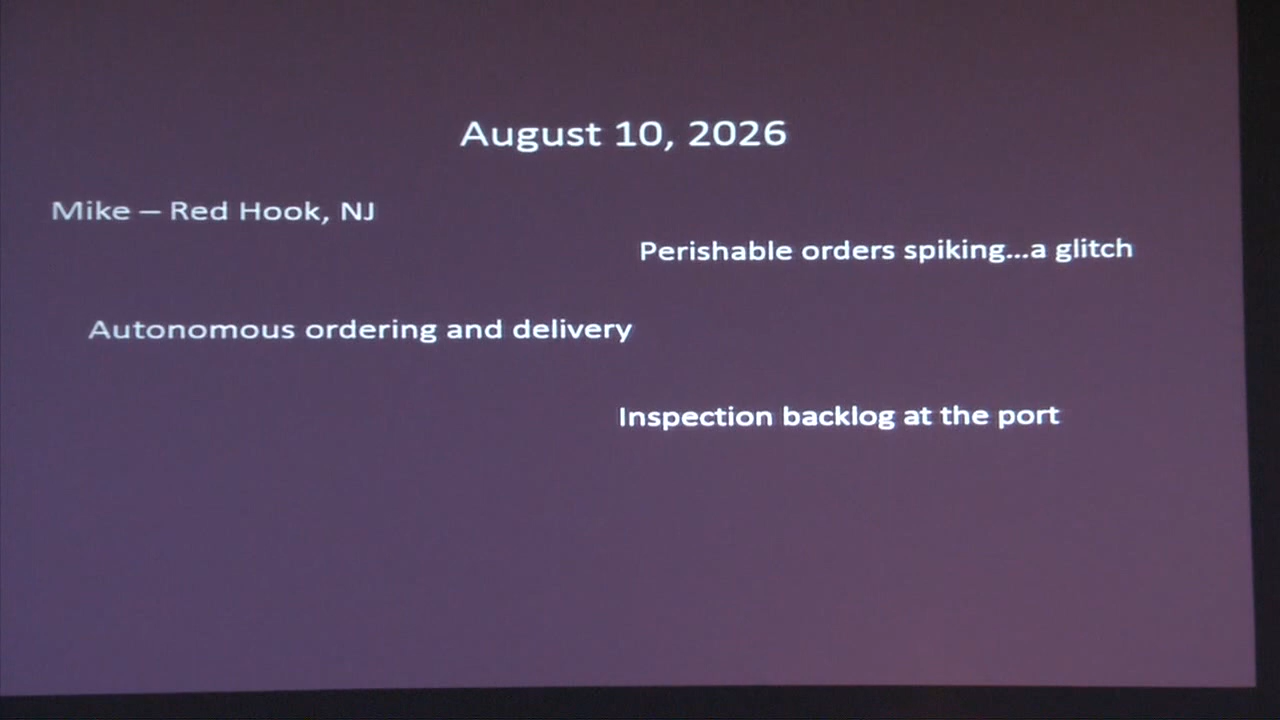 August 10, 2026
Mike – Red Hook, NJ
Perishable orders spiking...a glitch
Autonomous ordering and delivery
Inspection backlog at the port